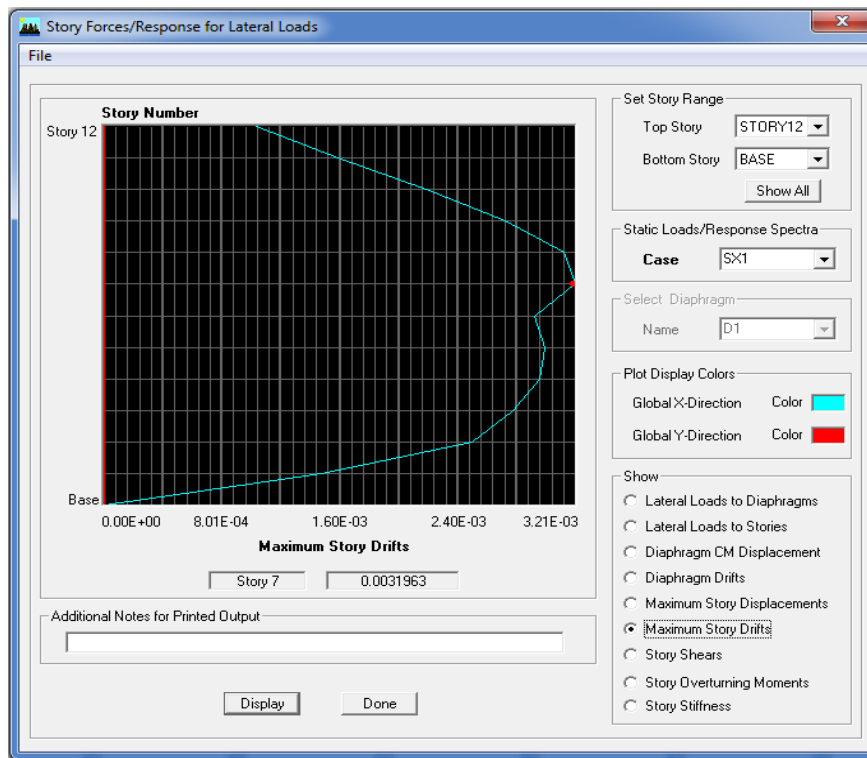 Story Forces/Response for Lateral Loads
File
Story Number
Story 12
Base
0.00E+00 8.01E-04 1.60E-03 2.40E-03 3.21E-03
Maximum Story Drifts
Story 7 0.0031963
Additional Notes for Printed Output
Display Done
Set Story Range
Top Story STORY12
Bottom Story BASE
Show All
Static Loads/Response Spectra
Case SX1
Select Diaphragm
Name D1
Plot Display Colors
Global X-Direction Color
Global Y-Direction Color
Show
Lateral Loads to Diaphragms
Lateral Loads to Stories
Diaphragm CM Displacement
Diaphragm Drifts
Maximum Story Displacements
Maximum Story Drifts
Story Shears
Story Overturning Moments
Story Stiffness